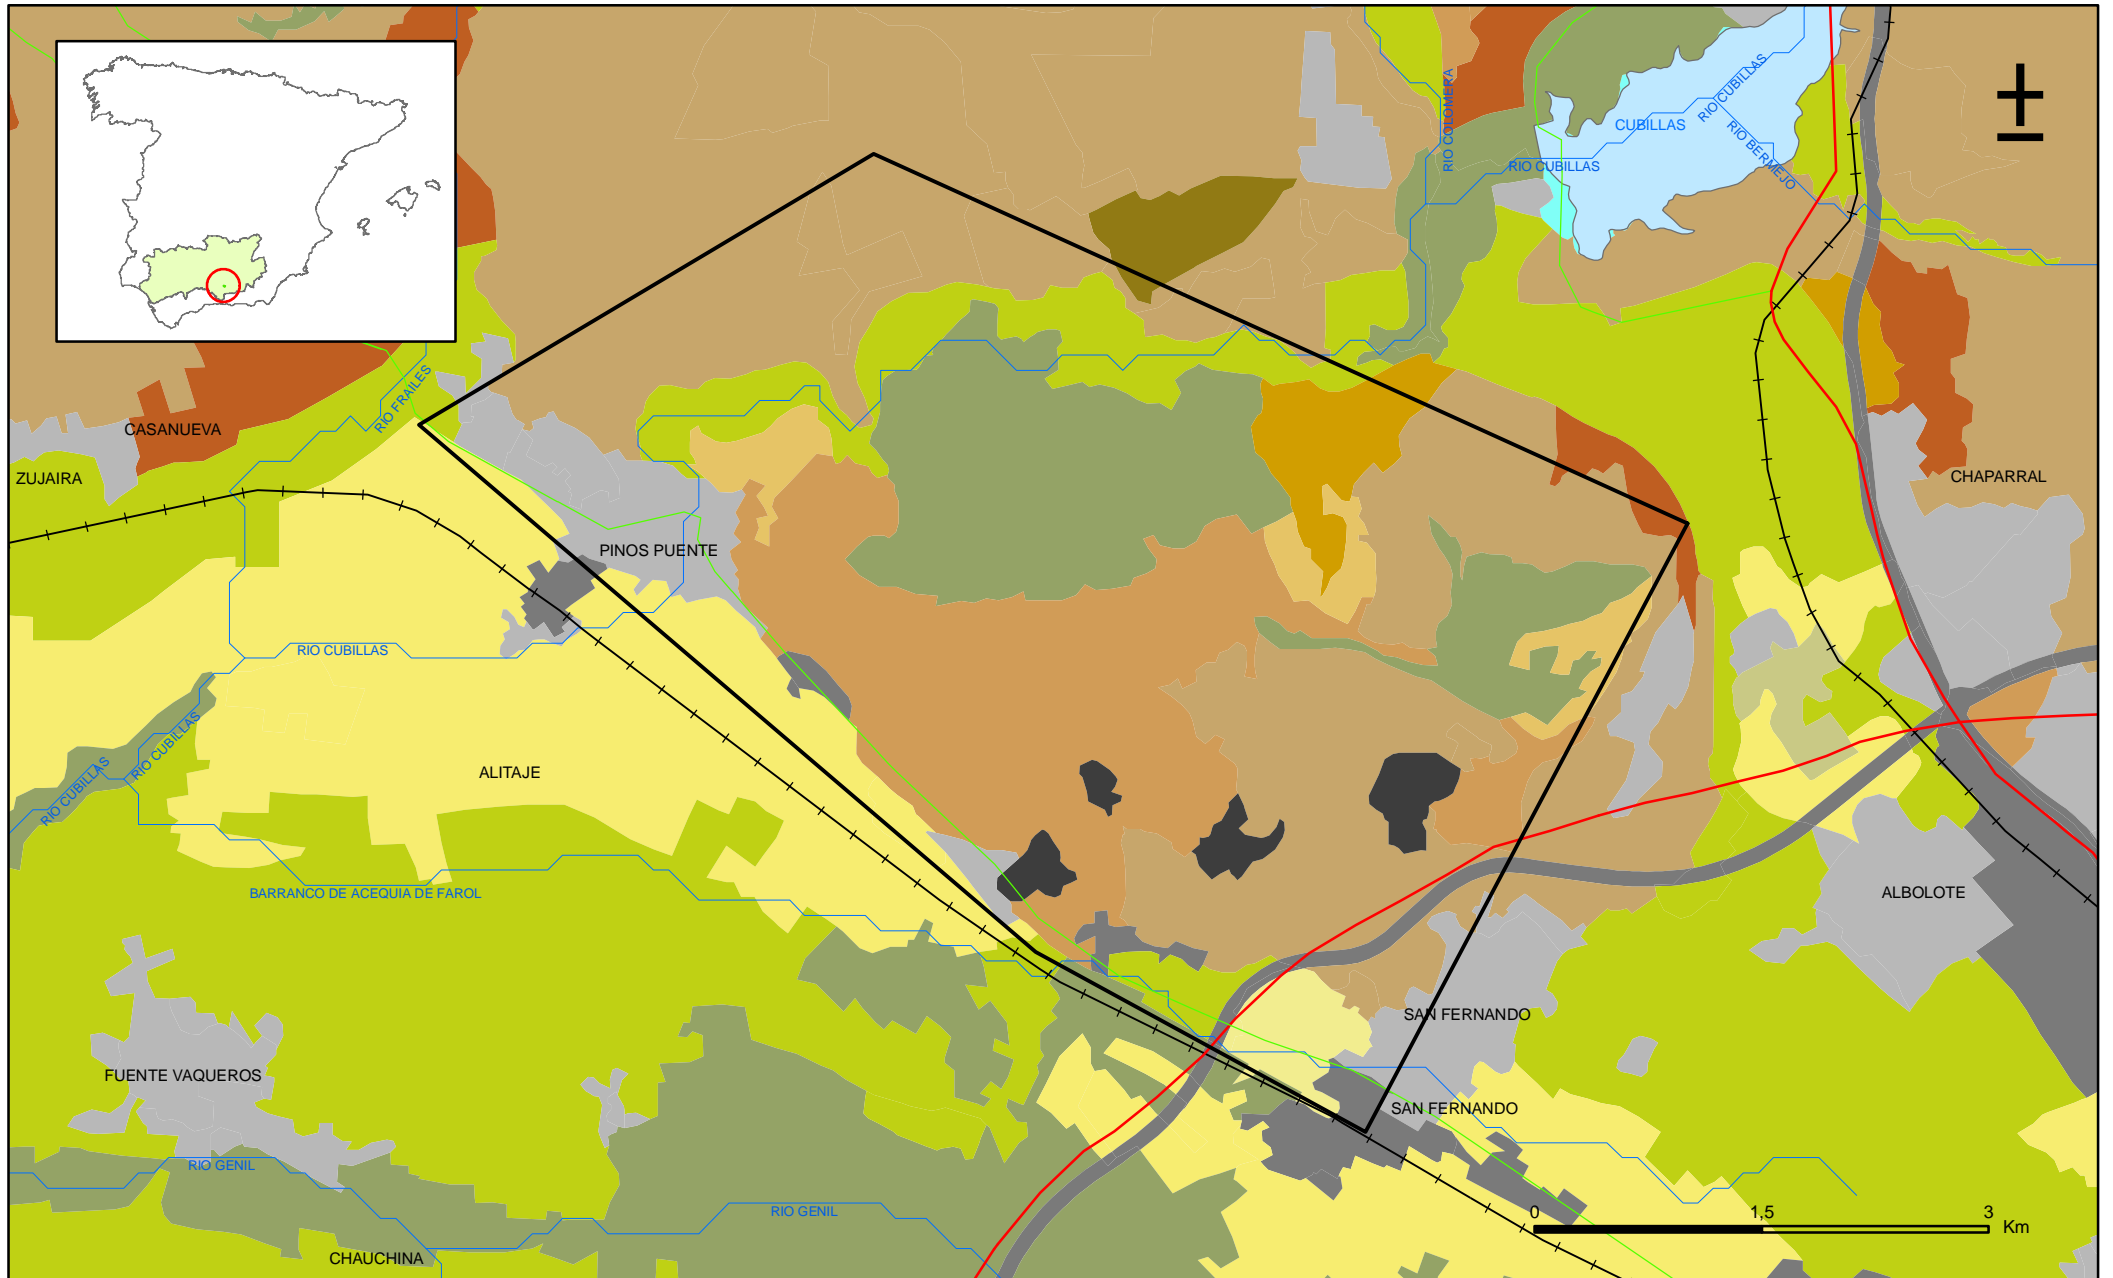 RIO COLOMERA
RIO CUBILLAS
CUBILLAS
RIO BERMEJO
RIO CUBILLAS
RIO FRAILES
CASANUEVA
ZUJAIRA
CHAPARRAL
PINOS PUENTE
RIO CUBILLAS
RIO CUBILLAS
RIO CUBILLAS
ALITAJE
BARRANCO DE ACEQUIA DE FAROL
ALBOLOTE
SAN FERNANDO
FUENTE VAQUEROS
SAN FERNANDO
RIO GENIL
RIO GENIL
CHAUCHINA
0 1,5 3
Km